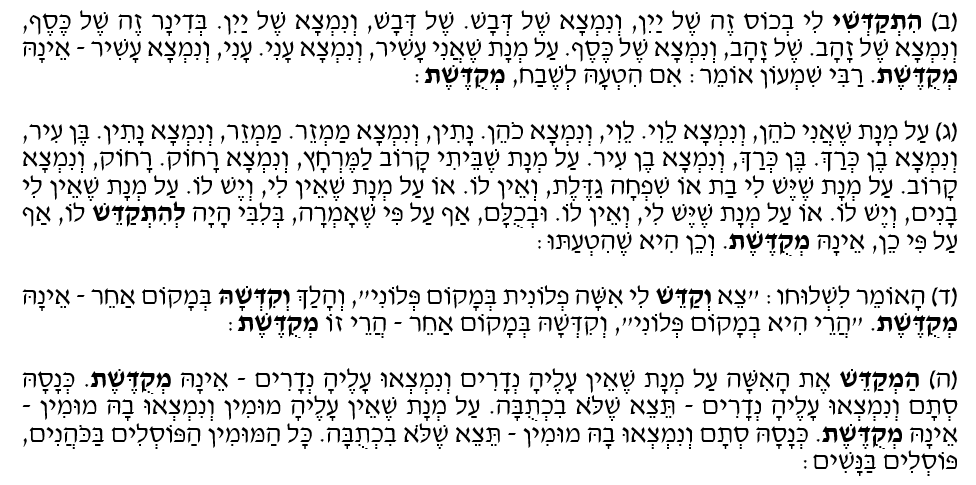 (ב) הִתְקַדְּשִׁי לִי בְכוֹס זֶה שֶׁל יַיִן, וְנִמְצָא שֶׁל דְּבַשׁ. שֶׁל דְּבַשׁ, וְנִמְצָא שֶׁל יַיִן. בְּדִינָר זֶה שֶׁל כֶּסֶף,
וְנִמְצָא שֶׁל זָהָב. שֶׁל זָהָב, וְנִמְצָא שֶׁל כֶּסֶף. עַל מְנָת שֶׁאֲנִי עָשִׁיר, וְנִמְצָא עָנִי. עָנִי, וְנִמְצָא עָשִׁיר - אֵינָהּ
מְקֻדֶּשֶׁת. רַבִּי שִׁמְעוֹן אוֹמֵר: אִם הִטְעָהּ לְשֶׁבַח, מְקֻדֶּשֶׁת:
(ג) עַל מְנָת שֶׁאֲנִי כֹהֵן, וְנִמְצָא לֵוִי. לֵוִי, וְנִמְצָא כֹהֵן. נָתִין, וְנִמְצָא מַמְזֵר. מַמְזֵר, וְנִמְצָא נָתִין. בֶּן עִיר,
וְנִמְצָא בֶן כְּרַךְ. בֶּן כְּרַךְ, וְנִמְצָא בֶן עִיר. עַל מְנָת שֶׁבֵּיתִי קָרוֹב לַמֶּרְחָץ, וְנִמְצָא רָחוֹק. רָחוֹק, וְנִמְצָא
קָרוֹב. עַל מְנָת שֶׁיֶּשׁ לִי בַת אוֹ שִׁפְחָה גַדֶּלֶת, וְאֵין לוֹ. אוֹ עַל מְנָת שֶׁאֵין לִי, וְיֶשׁ לוֹ. עַל מְנָת שֶׁאֵין לִי
בָנִים, וְיֶשׁ לוֹ. אוֹ עַל מְנָת שֶׁיֶּשׁ לִי, וְאֵין לוֹ. וּבְכֻלָּם, אַף עַל פִּי שֶׁאָמְרָה, בְּלִבִּי הָיָה לְהִתְקַדֵּשׁ לוֹ, אַף
עַל פִּי כֵן, אֵינָהּ מְקֻדֶּשֶׁת. וְכֵן הִיא שֶׁהִטְעַתּוּ:
(ד) הָאוֹמֵר לִשְׁלוּחוֹ: "צֵא וְקַדֵּשׁ לִי אִשָּׁה פְלוֹנִית בְּמָקוֹם פְּלוֹנִי", וְהָלַךְ וְקִדְּשָׁהּ בְּמָקוֹם אַחֵר - אֵינָהּ
מְקֻדֶּשֶׁת. "הֲרֵי הִיא בְמָקוֹם פְּלוֹנִי", וְקִדְּשָׁהּ בְּמָקוֹם אַחֵר - הֲרֵי זוֹ מְקֻדֶּשֶׁת:
(ה) הַמְקַדֵּשׁ אֶת הָאִשָּׁה עַל מְנָת שֶׁאֵין עָלֶיהָ נְדָרִים וְנִמְצְאוּ עָלֶיהָ נְדָרִים - אֵינָהּ מְקֻדֶּשֶׁת. כְּנָסָהּ
סְתָם וְנִמְצְאוּ עָלֶיהָ נְדָרִים - תֵּצֵא שֶׁלֹּא בִכְתֻבָּה. עַל מְנָת שֶׁאֵין עָלֶיהָ מוּמִין וְנִמְצְאוּ בָהּ מוּמִין -
אֵינָהּ מְקֻדֶּשֶׁת. כְּנָסָהּ סְתָם וְנִמְצְאוּ בָהּ מוּמִין - תֵּצֵא שֶׁלֹּא בִכְתֻבָּה. כָּל הַמּוּמִין הַפּוֹסְלִים בַּכֹּהֲנִים,
פּוֹסְלִים בַּנָּשִׁים: